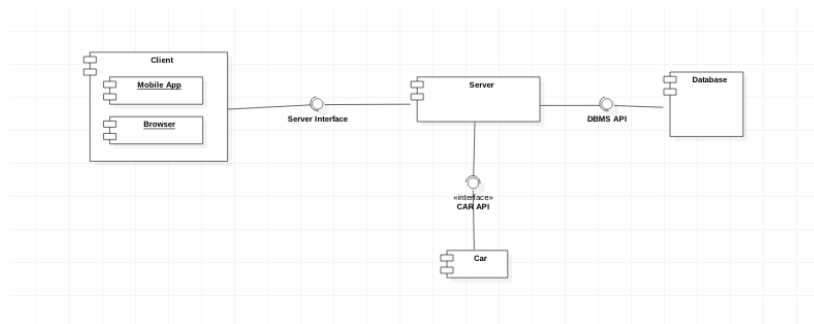 Client
Mobile App
Browser
Server Interface
Server
DBMS API
Database
«interface»
CAR API
Car